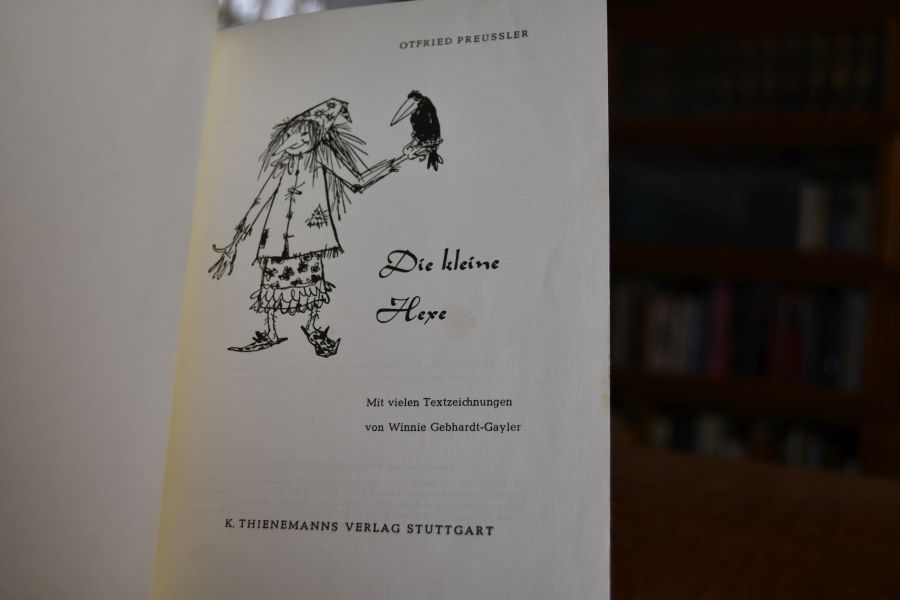 OTFRIED PREUSSLER
Die kleine
Hexe
Mit vielen Textzeichnungen
von Winnie Gebhardt-Gayler
K. THIENEMANNS VERLAG STUTTGART